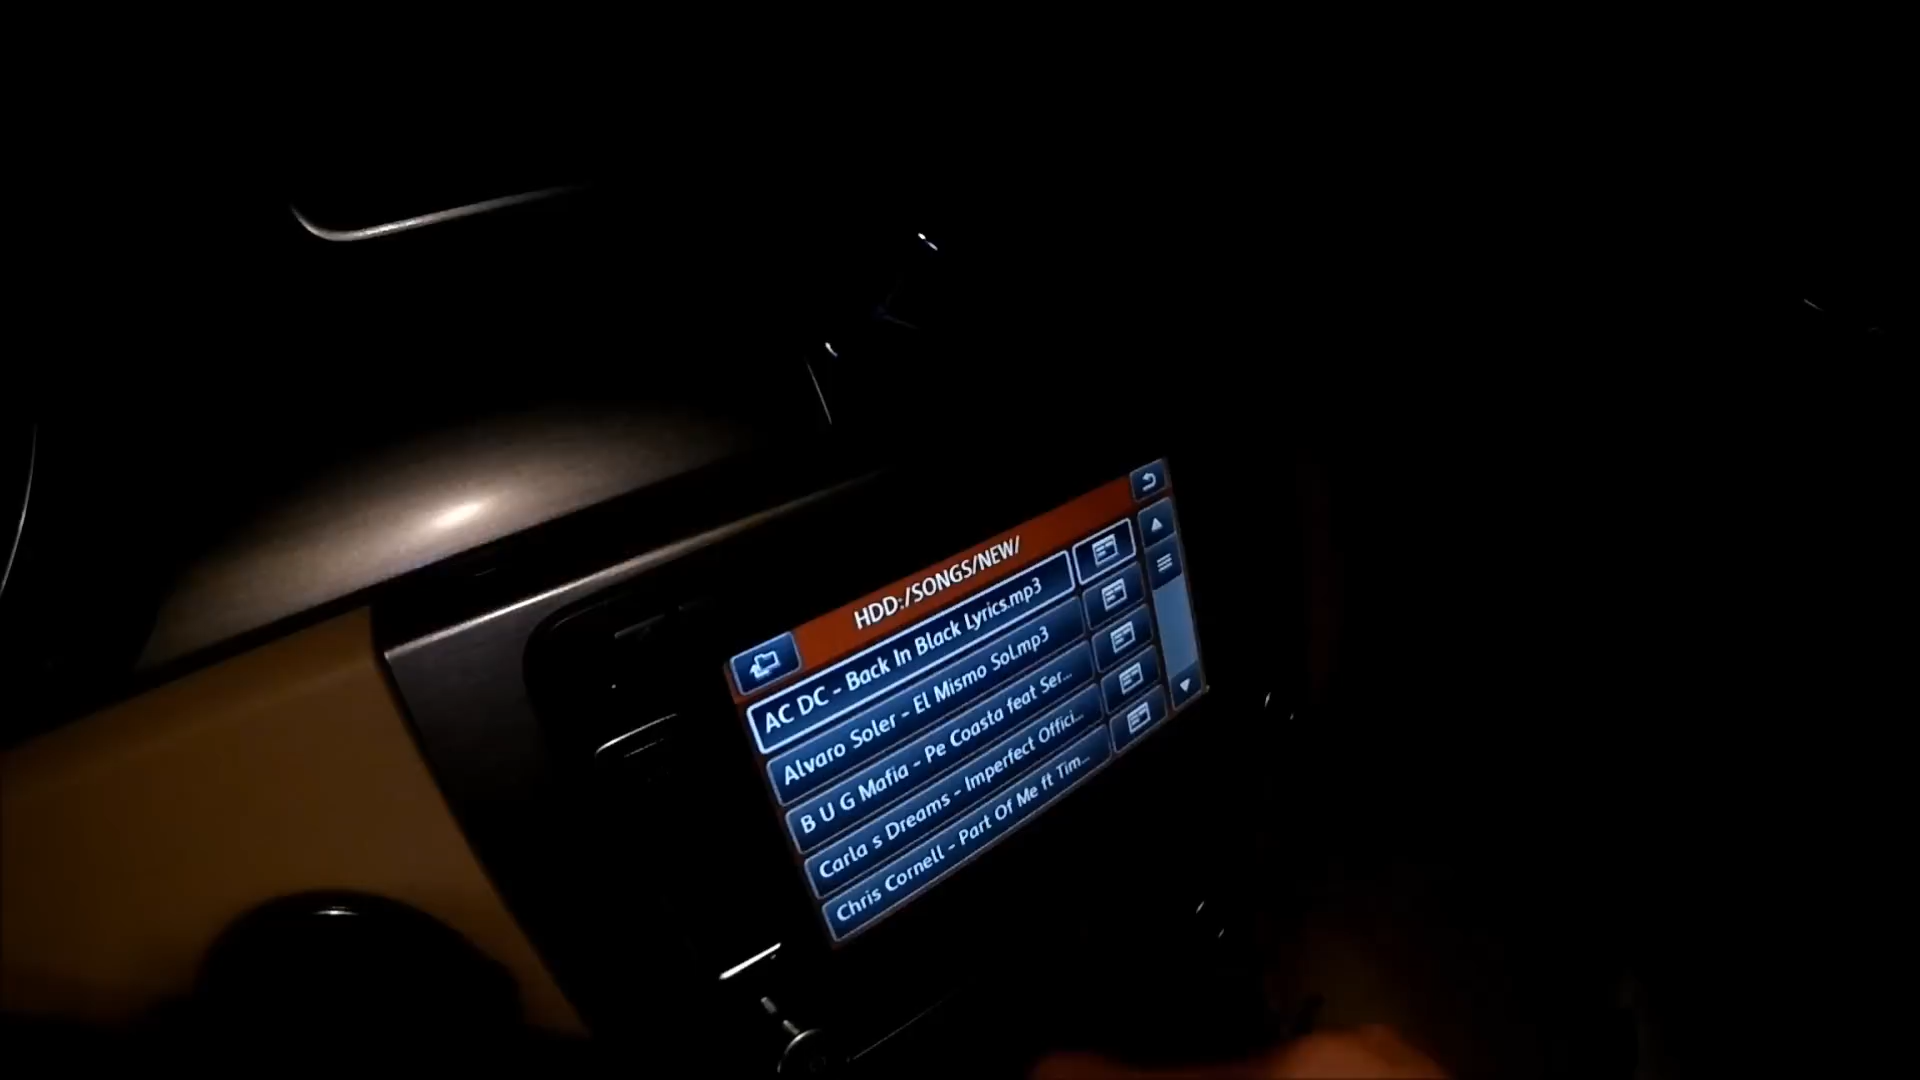 HDD:/SONGS/NEW/
AC DC - Back In Black Lyrics.mp3
Alvaro Soler - El Mismo Sol.mp3
B U G Mafia - Pe Coasta feat Ser...
Carla s Dreams - Imperfect Offici...
Chris Cornell - Part Of Me ft Tim...